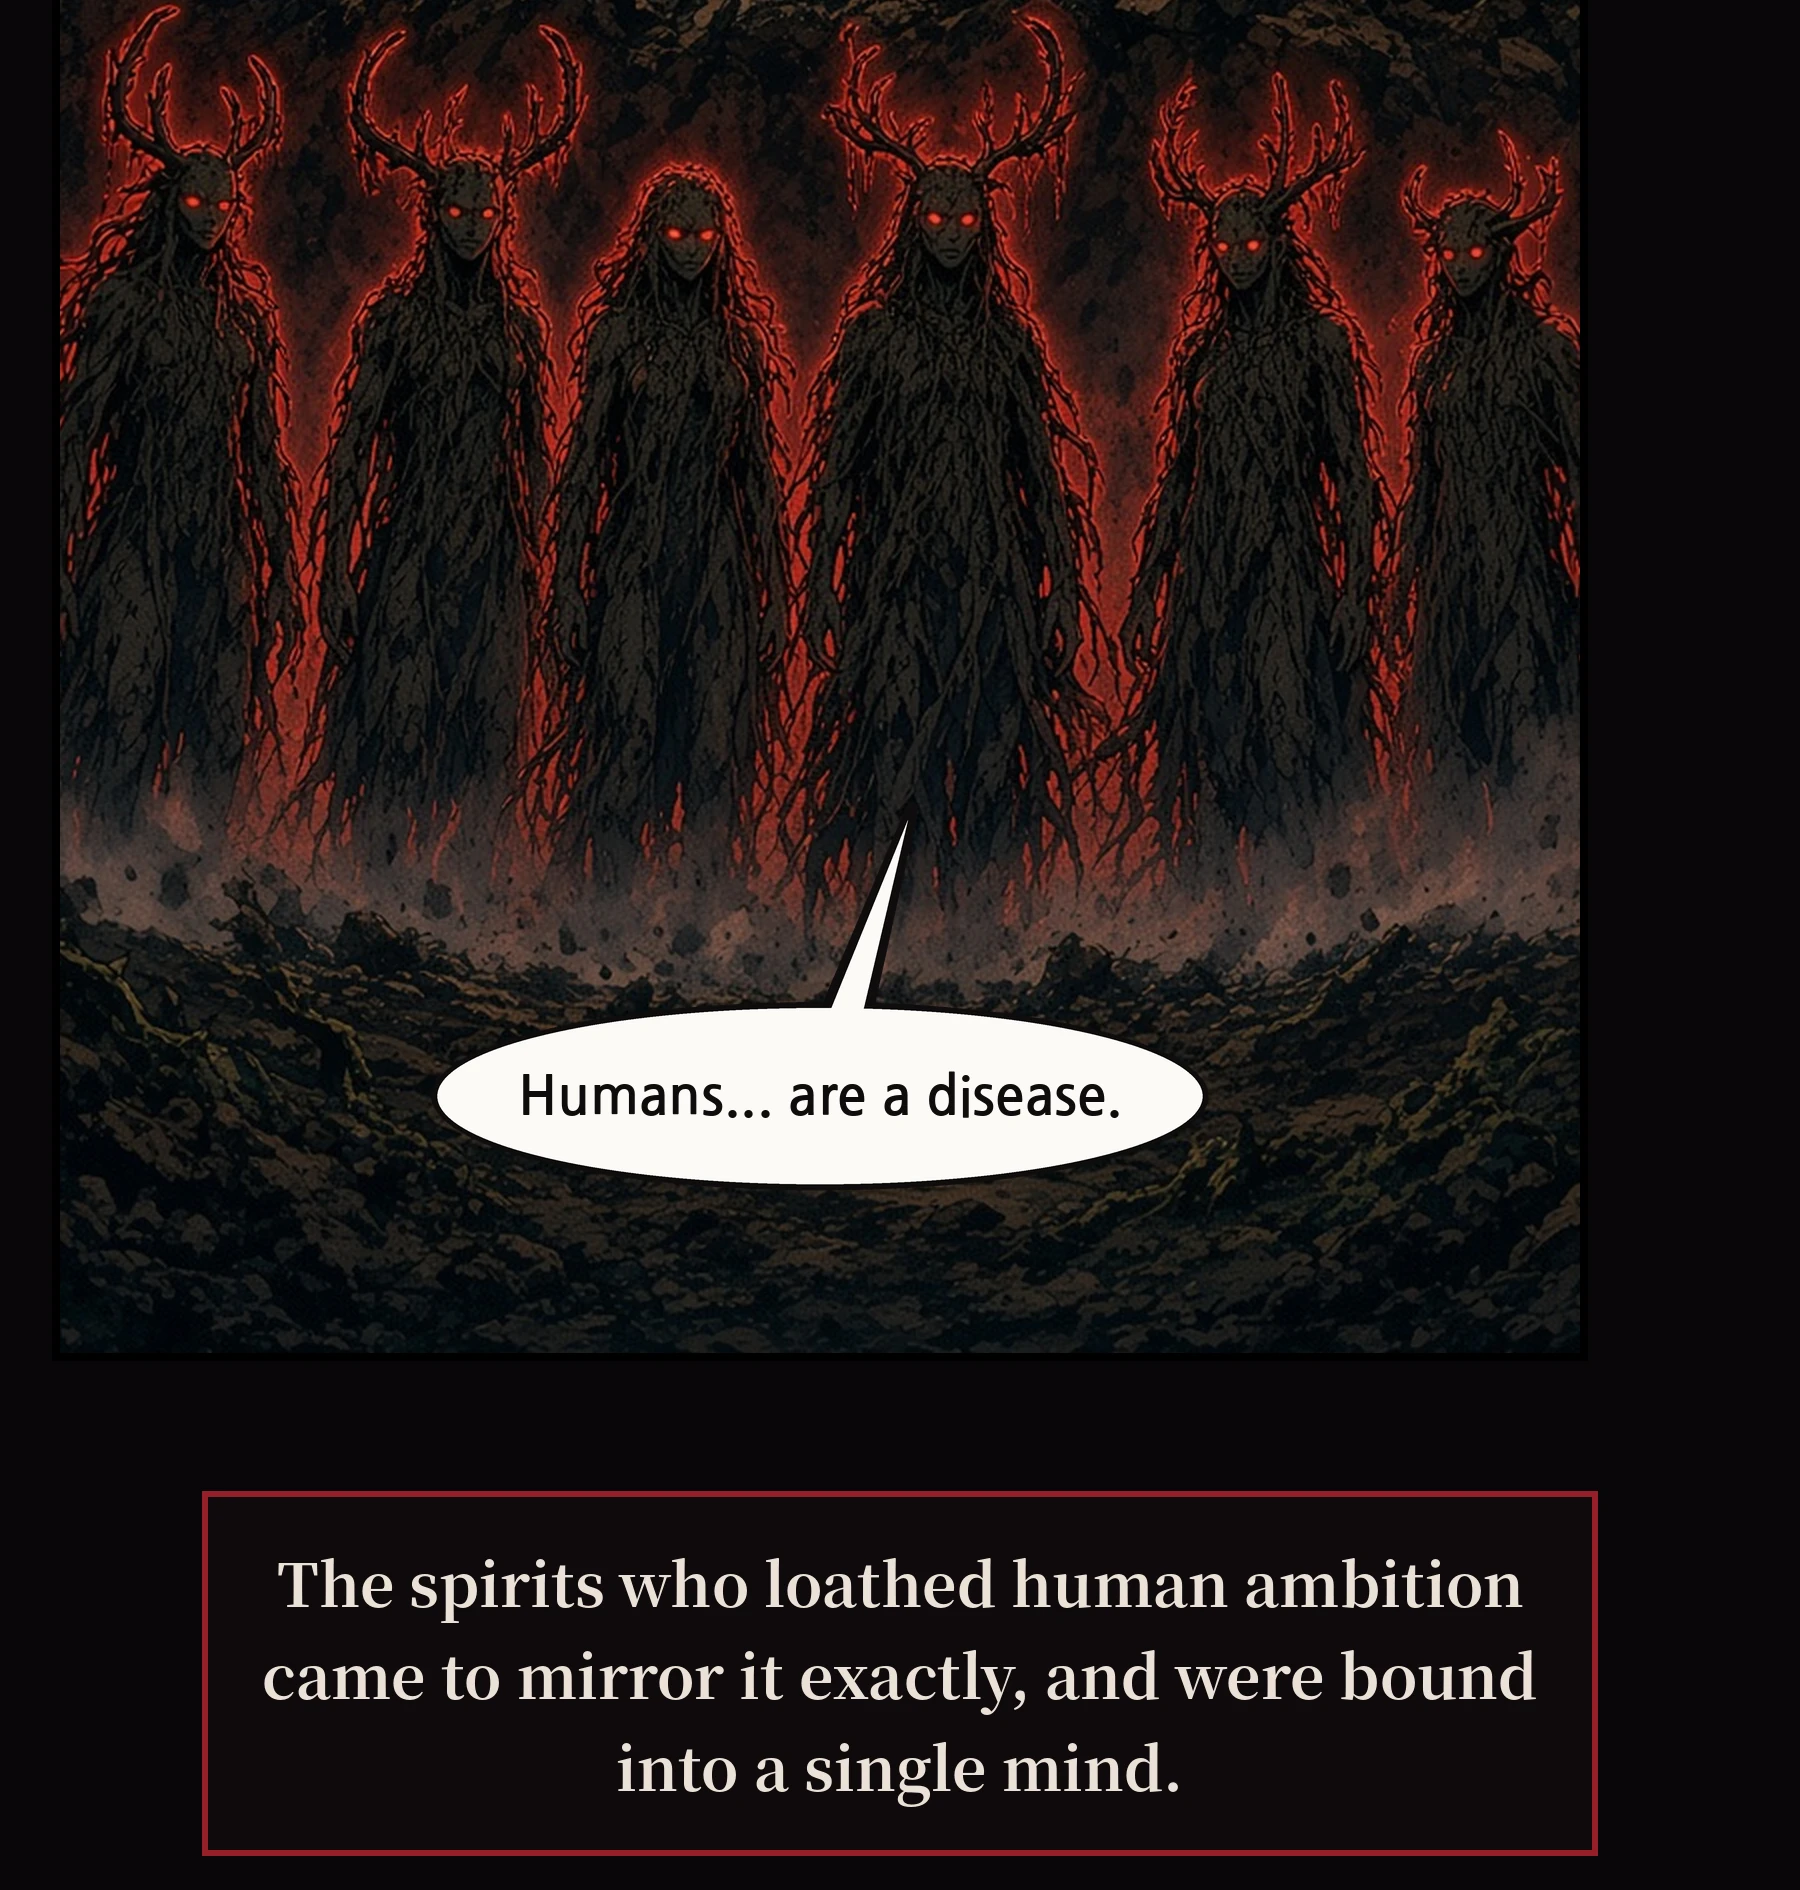 Humans... are a disease.
The spirits who loathed human ambition
came to mirror it exactly, and were bound
into a single mind.